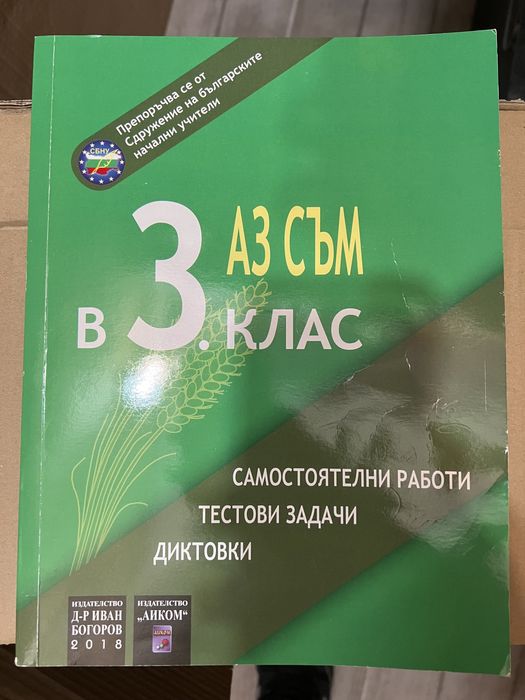 Препоръчва се от
Сдружение на българските
начални учители
СБНУ
АЗ СЪМ
В 3. КЛАС
САМОСТОЯТЕЛНИ РАБОТИ
ТЕСТОВИ ЗАДАЧИ
ДИКТОВКИ
ИЗДАТЕЛСТВО
Д-Р ИВАН
БОГОРОВ
2018
ИЗДАТЕЛСТВО
„АИКОМ“